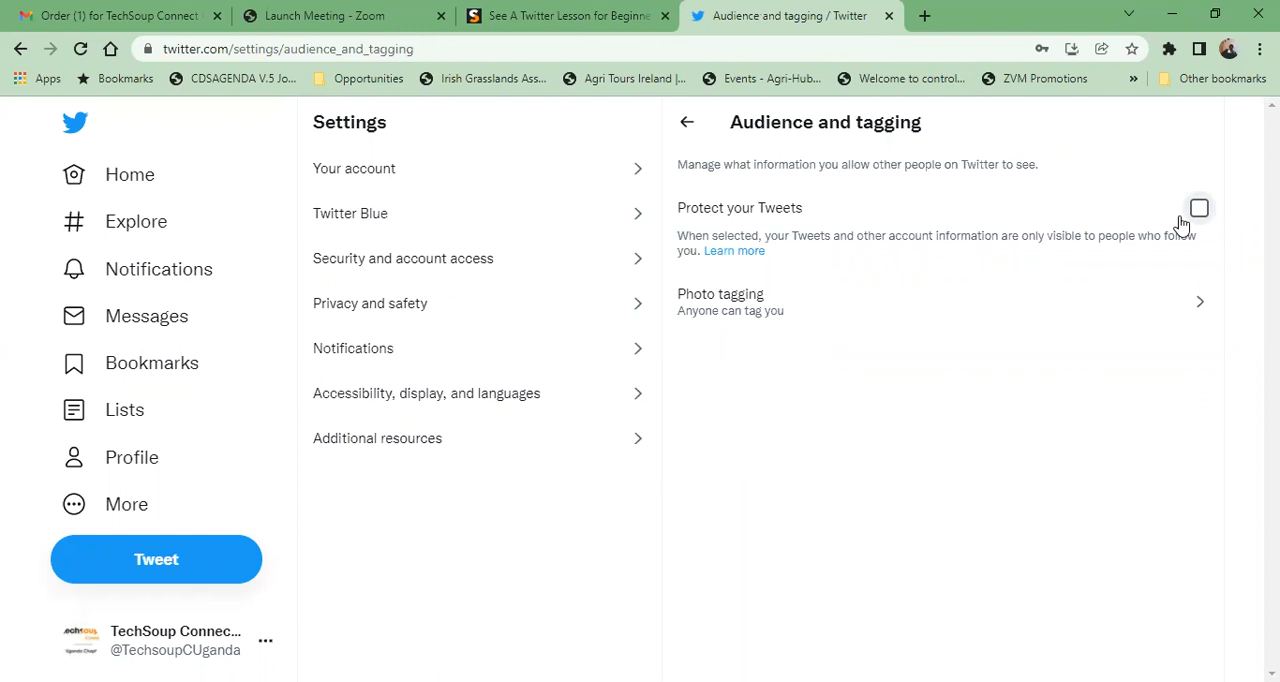 Order (1) for TechSoup Connect
Launch Meeting - Zoom
See A Twitter Lesson for Beginne
Audience and tagging / Twitter
twitter.com/settings/audience_and_tagging
Apps
Bookmarks
CDSAGENDA V.5 Jo...
Opportunities
Irish Grasslands Ass...
Agri Tours Ireland |...
Events - Agri-Hub...
Welcome to control...
ZVM Promotions
»
Other bookmarks
Home
Explore
Notifications
Messages
Bookmarks
Lists
Profile
More
Tweet
TechSoup Connec...
@TechsoupCUganda
Settings
Your account
Twitter Blue
Security and account access
Privacy and safety
Notifications
Accessibility, display, and languages
Additional resources
Audience and tagging
Manage what information you allow other people on Twitter to see.
Protect your Tweets
When selected, your Tweets and other account information are only visible to people who follow
you. Learn more
Photo tagging
Anyone can tag you